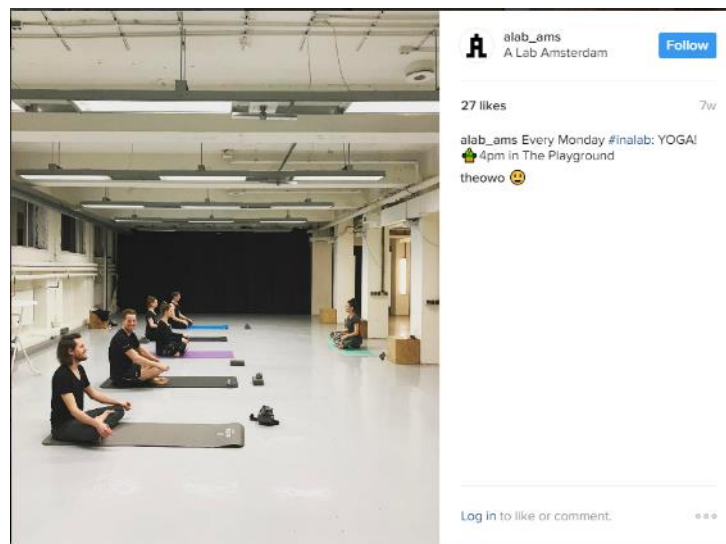 alab_ams
A Lab Amsterdam
Follow
27 likes
7w
alab_ams Every Monday #inalab: YOGA!
4pm in The Playground
theowo 😀
Log in to like or comment.